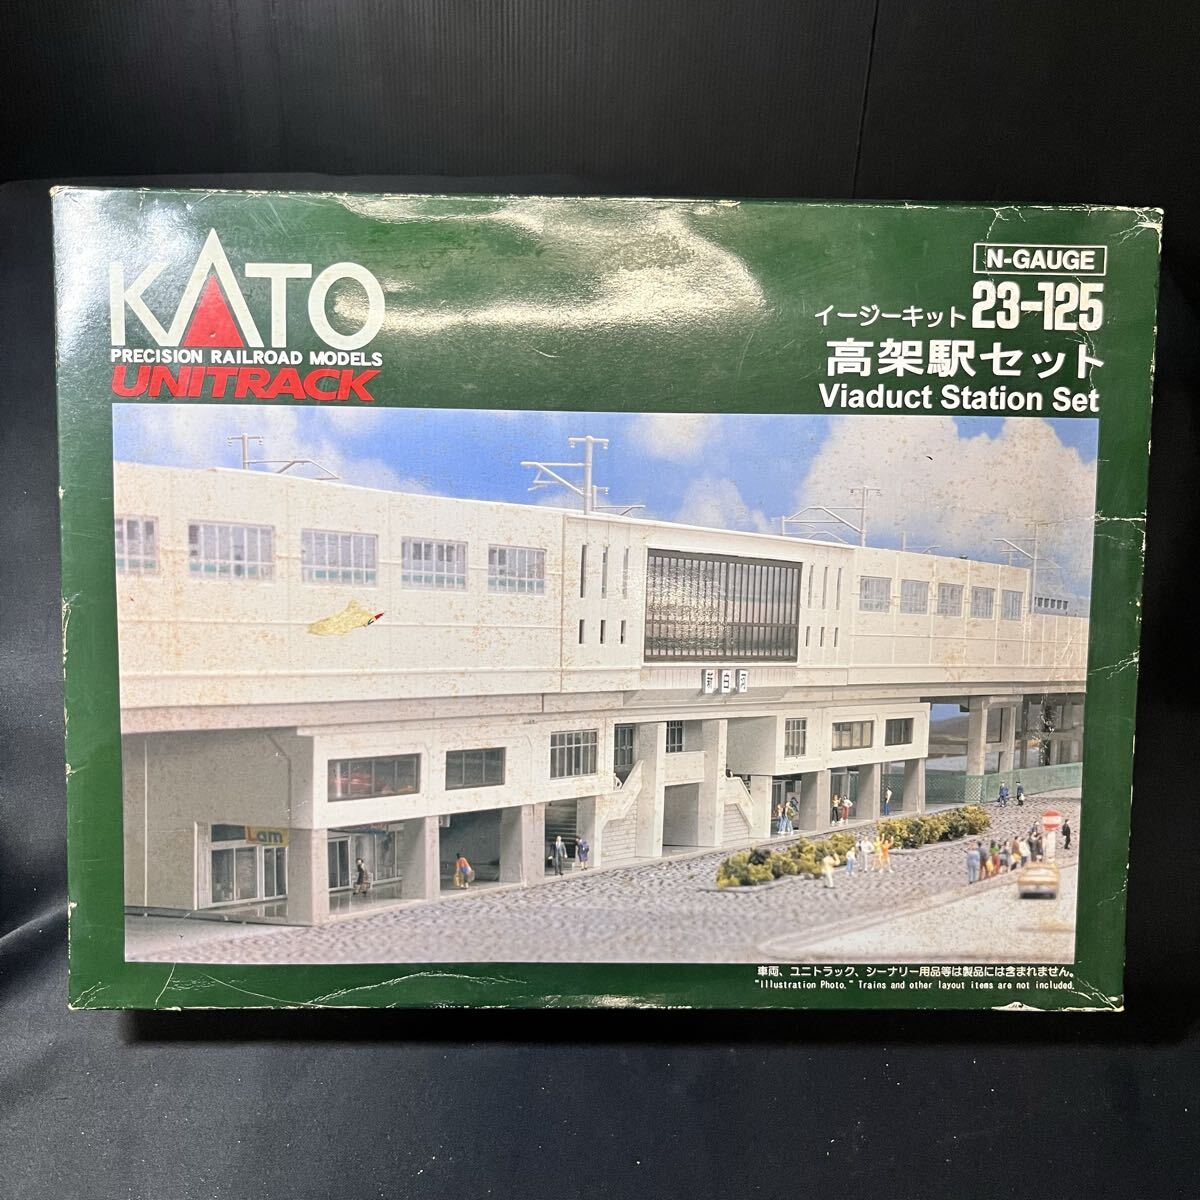 KATO
PRECISION RAILROAD MODELS
UNITRACK
N-GAUGE
イージーキット 23-125
高架駅セット
Viaduct Station Set
Lam
車両、ユニトラック、シーナリー用品等は製品には含まれません。
"Illustration Photo." Trains and other layout items are not included.